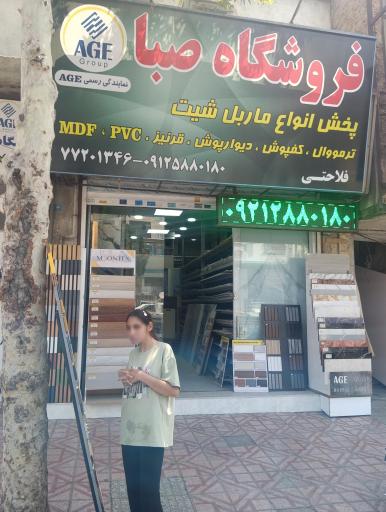 AGE
Group
نمایندگی رسمی AGE
فروشگاه صبا
پخش انواع ماربل شیت
ترمووال ، کفپوش ، دیوارپوش ، قرنیز ، MDF ، PVC
۷۷۲۰۱۳۴۶-۰۹۱۲۵۸۸۰۱۸۰
فلاحتی
۰۹۲۱۲۸۸۰۱۸۰
AGE